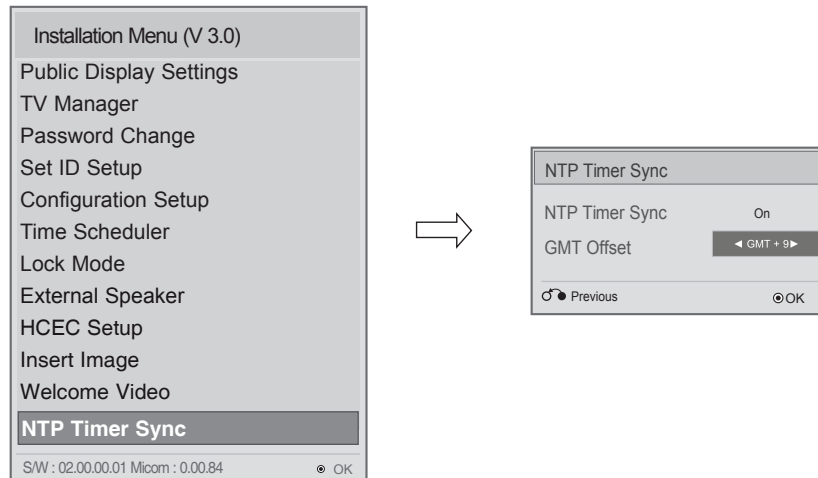 Installation Menu (V 3.0)
Public Display Settings
TV Manager
Password Change
Set ID Setup
Configuration Setup
Time Scheduler
Lock Mode
External Speaker
HCEC Setup
Insert Image
Welcome Video
NTP Timer Sync
S/W : 02.00.00.01 Micom : 0.00.84 ◉ OK
NTP Timer Sync
NTP Timer Sync On
GMT Offset ◄ GMT + 9►
Previous ◉OK